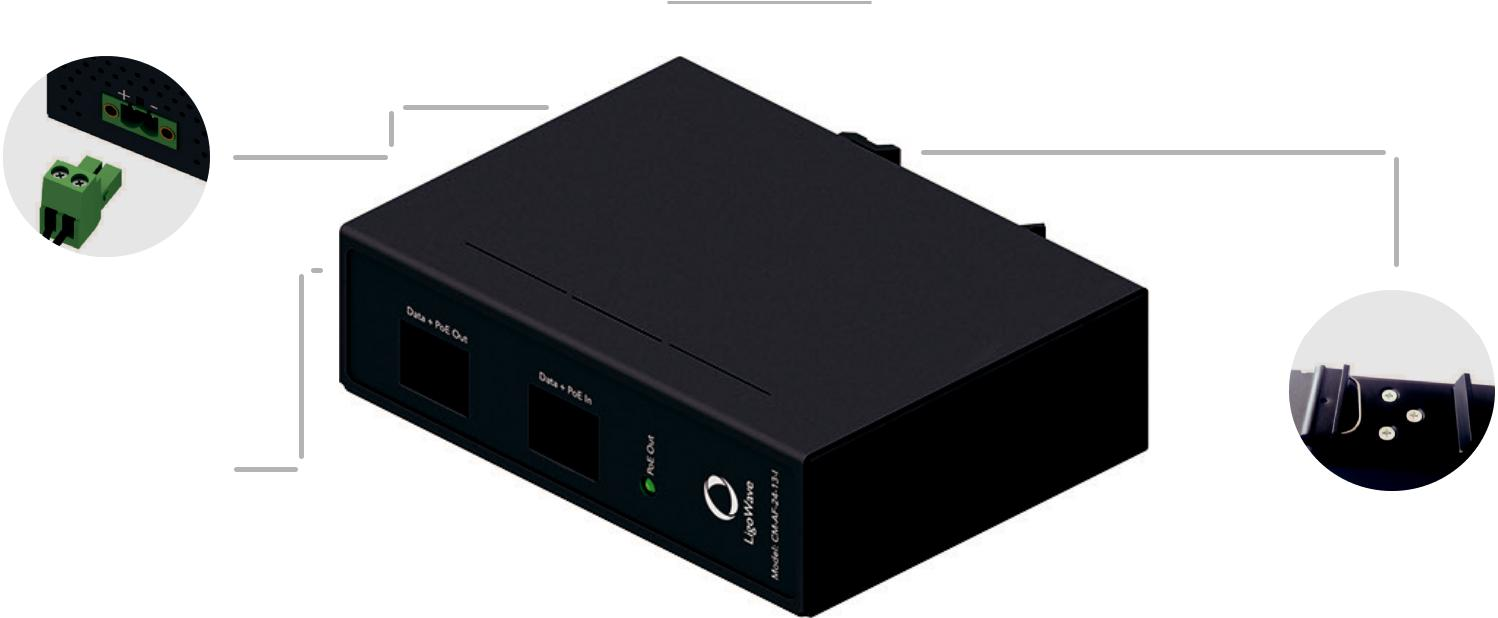 + -
Data + PoE Out
Data + PoE In
PoE Out
LigoWave
Model: CM-AF-24-13-I